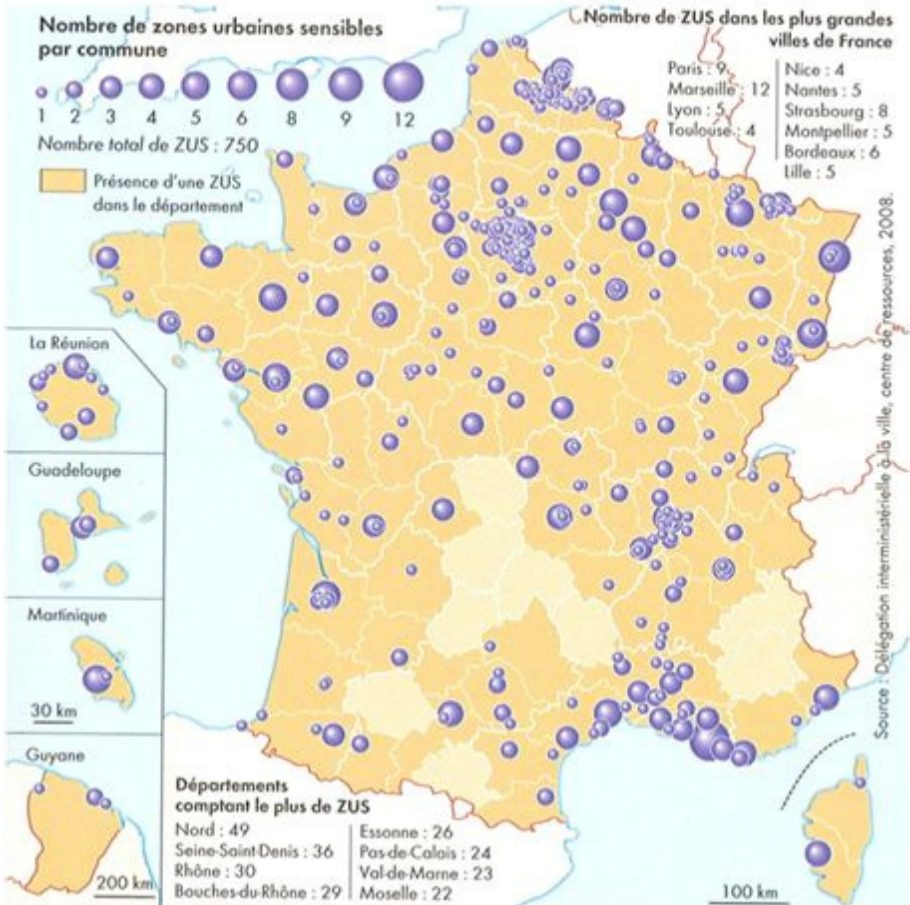 Nombre de zones urbaines sensibles
par commune
1 2 3 4 5 6 8 9 12
Nombre total de ZUS : 750
Présence d'une ZUS
dans le département
Nombre de ZUS dans les plus grandes
villes de France
Paris : 9
Marseille : 12
Lyon : 5
Toulouse : 4
Nice : 4
Nantes : 5
Strasbourg : 8
Montpellier : 5
Bordeaux : 6
Lille : 5
La Réunion
Guadeloupe
Martinique
30 km
Guyane
200 km
Départements
comptant le plus de ZUS
Nord : 49
Seine-Saint-Denis : 36
Rhône : 30
Bouches-du-Rhône : 29
Essonne : 26
Pas-de-Calais : 24
Val-de-Marne : 23
Moselle : 22
100 km
Source : Délégation interministérielle à la ville, centre de ressources, 2008.